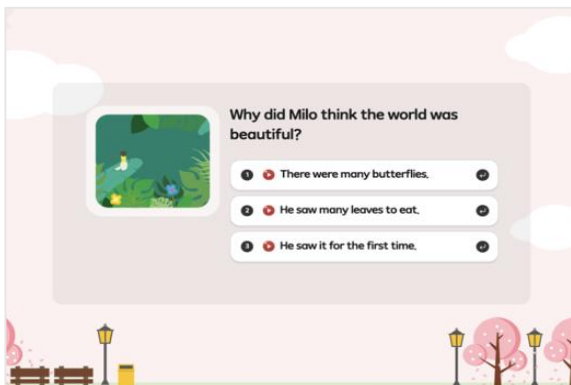 Why did Milo think the world was
beautiful?
1 There were many butterflies.
2 He saw many leaves to eat.
3 He saw it for the first time.